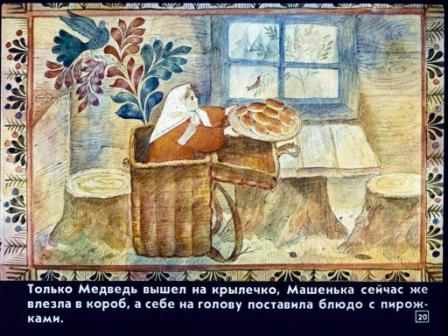 Только Медведь вышел на крылечко, Машенька сейчас же
влезла в короб, а себе на голову поставила блюдо с пирож-
ками.
20